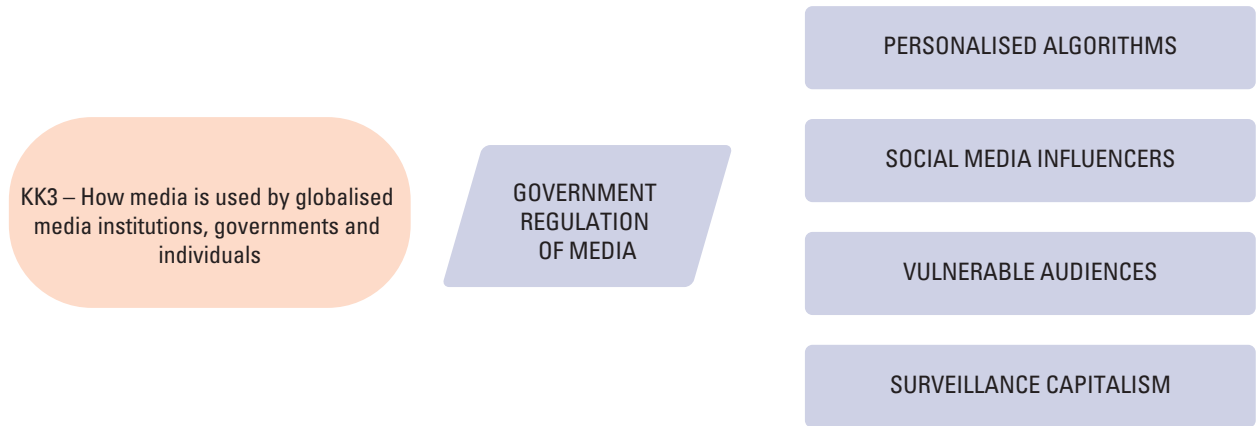 KK3 – How media is used by globalised
media institutions, governments and
individuals
GOVERNMENT
REGULATION
OF MEDIA
PERSONALISED ALGORITHMS
SOCIAL MEDIA INFLUENCERS
VULNERABLE AUDIENCES
SURVEILLANCE CAPITALISM